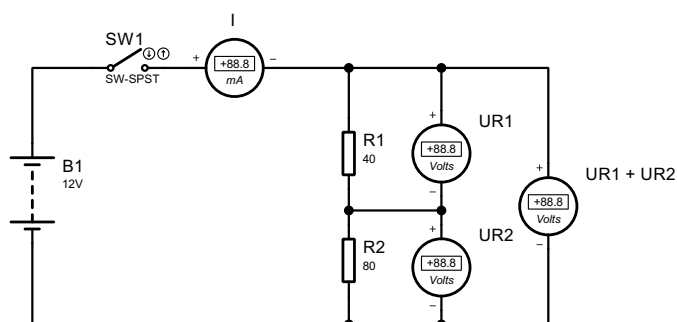 I
SW1
+88.8
mA
SW-SPST
+
−
B1
12V
R1
40
+
+88.8
Volts
−
UR1
R2
80
+
+88.8
Volts
−
UR2
+
+88.8
Volts
−
UR1 + UR2